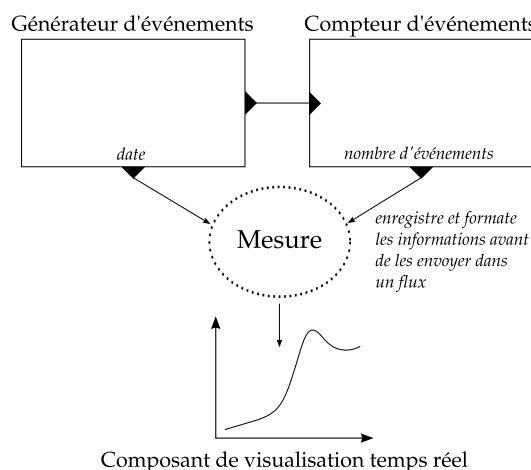 Générateur d'événements
Compteur d'événements
date
nombre d'événements
Mesure
enregistre et formate
les informations avant
de les envoyer dans
un flux
Composant de visualisation temps réel